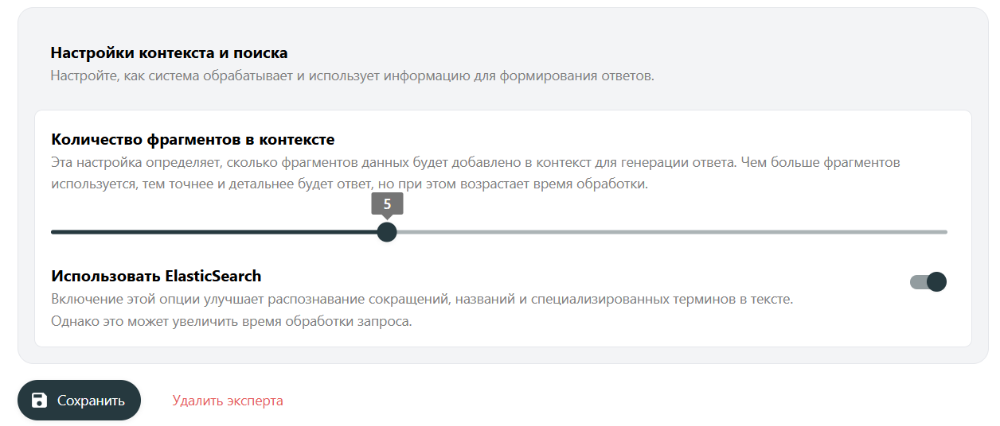 Настройки контекста и поиска
Настройте, как система обрабатывает и использует информацию для формирования ответов.
Количество фрагментов в контексте
Эта настройка определяет, сколько фрагментов данных будет добавлено в контекст для генерации ответа. Чем больше фрагментов
используется, тем точнее и детальнее будет ответ, но при этом возрастает время обработки.
5
Использовать ElasticSearch
Включение этой опции улучшает распознавание сокращений, названий и специализированных терминов в тексте.
Однако это может увеличить время обработки запроса.
Сохранить
Удалить эксперта